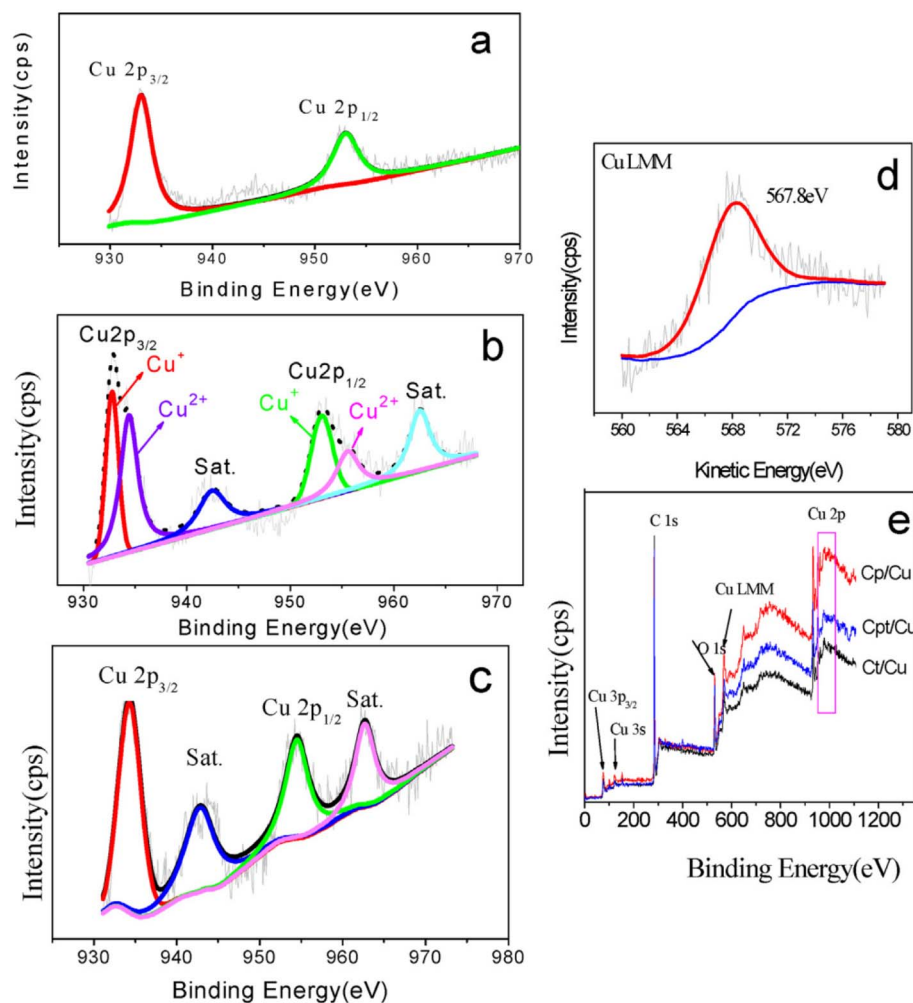 a
Cu 2p3/2
Cu 2p1/2
Intensity(cps)
930 940 950 960 970
Binding Energy(eV)
b
Cu2p3/2
Cu+
Cu2+
Sat.
Cu2p1/2
Cu+
Cu2+
Sat.
Intensity(cps)
930 940 950 960 970
Binding Energy(eV)
c
Cu 2p3/2
Sat.
Cu 2p1/2
Sat.
Intensity(cps)
930 940 950 960 970 980
Binding Energy(eV)
d
Cu LMM
567.8eV
Intensity(cps)
560 564 568 572 576 580
Kinetic Energy(eV)
e
C 1s
Cu 2p
Cu LMM
O 1s
Cu 3p3/2
Cu 3s
Cp/Cu
Cpt/Cu
Ct/Cu
Intensity(cps)
0 200 400 600 800 1000 1200
Binding Energy(eV)